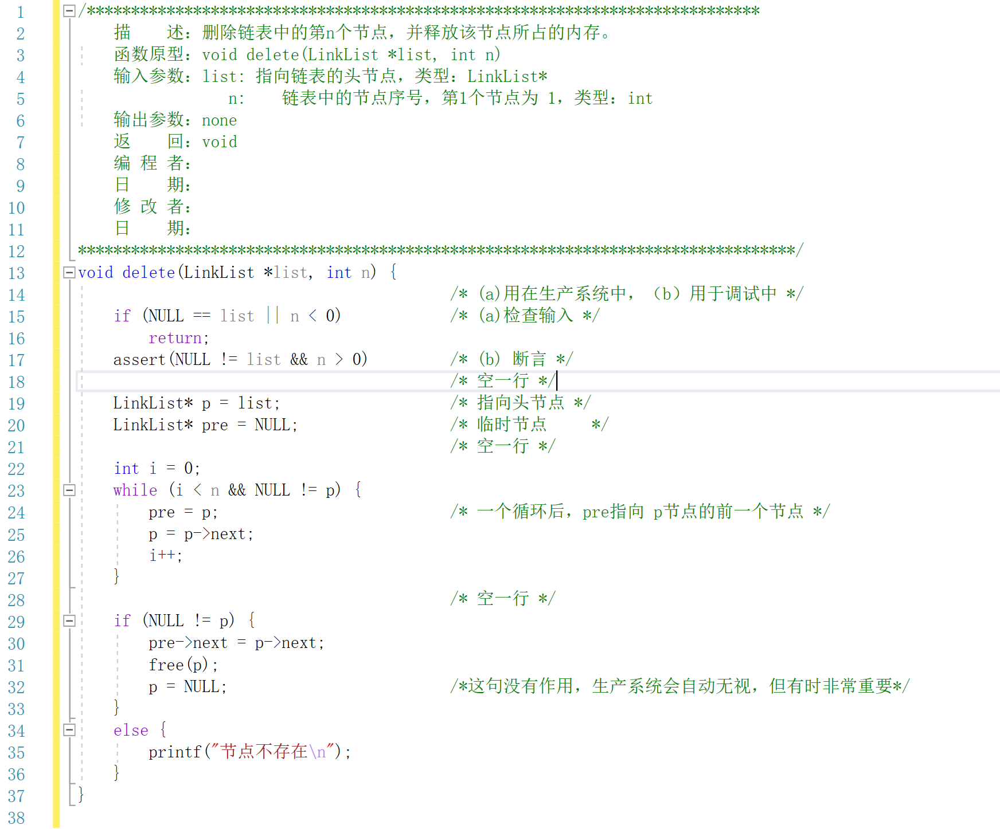 1 /****************************************************************************
2 描    述：删除链表中的第n个节点，并释放该节点所占的内存。
3 函数原型：void delete(LinkList *list, int n)
4 输入参数：list: 指向链表的头节点，类型：LinkList*
5 n:    链表中的节点序号，第1个节点为 1，类型：int
6 输出参数：none
7 返    回：void
8 编 程 者：
9 日    期：
10 修 改 者：
11 日    期：
12 *********************************************************************************/
13 void delete(LinkList *list, int n) {
14 /* (a)用在生产系统中，（b）用于调试中 */
15 if (NULL == list || n < 0) /* (a)检查输入 */
16 return;
17 assert(NULL != list && n > 0) /* (b) 断言 */
18 /* 空一行 */
19 LinkList* p = list; /* 指向头节点 */
20 LinkList* pre = NULL; /* 临时节点     */
21 /* 空一行 */
22 int i = 0;
23 while (i < n && NULL != p) {
24 pre = p; /* 一个循环后，pre指向 p节点的前一个节点 */
25 p = p->next;
26 i++;
27 }
28 /* 空一行 */
29 if (NULL != p) {
30 pre->next = p->next;
31 free(p);
32 p = NULL; /*这句没有作用，生产系统会自动无视，但有时非常重要*/
33 }
34 else {
35 printf("节点不存在\n");
36 }
37 }
38